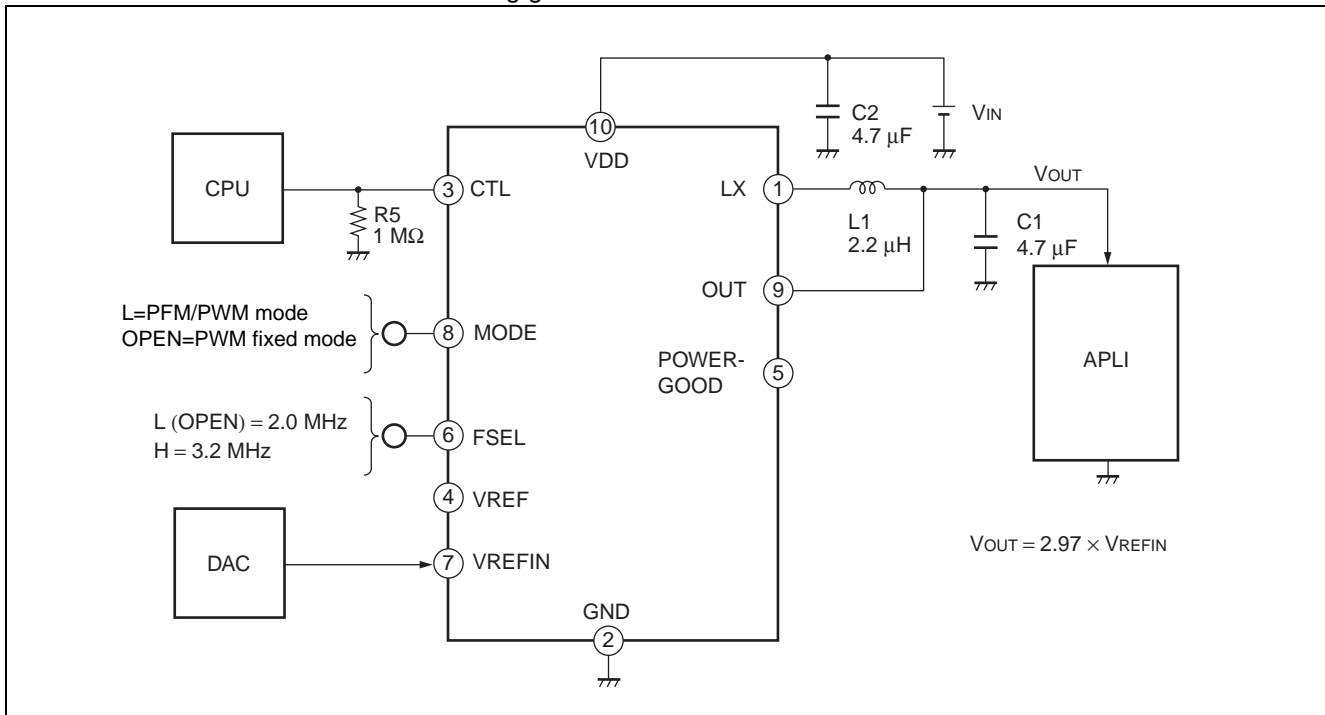 C2
4.7 μF
VIN
10
VDD
CPU
3
CTL
R5
1 MΩ
LX
1
L1
2.2 μH
VOUT
C1
4.7 μF
OUT
9
L=PFM/PWM mode
OPEN=PWM fixed mode
8
MODE
POWER-
GOOD
5
APLI
L (OPEN) = 2.0 MHz
H = 3.2 MHz
6
FSEL
4
VREF
DAC
7
VREFIN
VOUT = 2.97 × VREFIN
GND
2